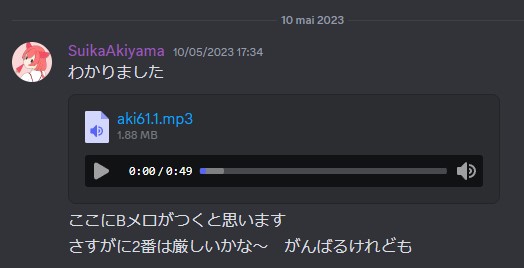 10 mai 2023
SuikaAkiyama 10/05/2023 17:34
わかりました
aki61.1.mp3
1.88 MB
0:00/0:49
ここにBメロがつくと思います
さすがに2番は厳しいかな～　がんばるけれども